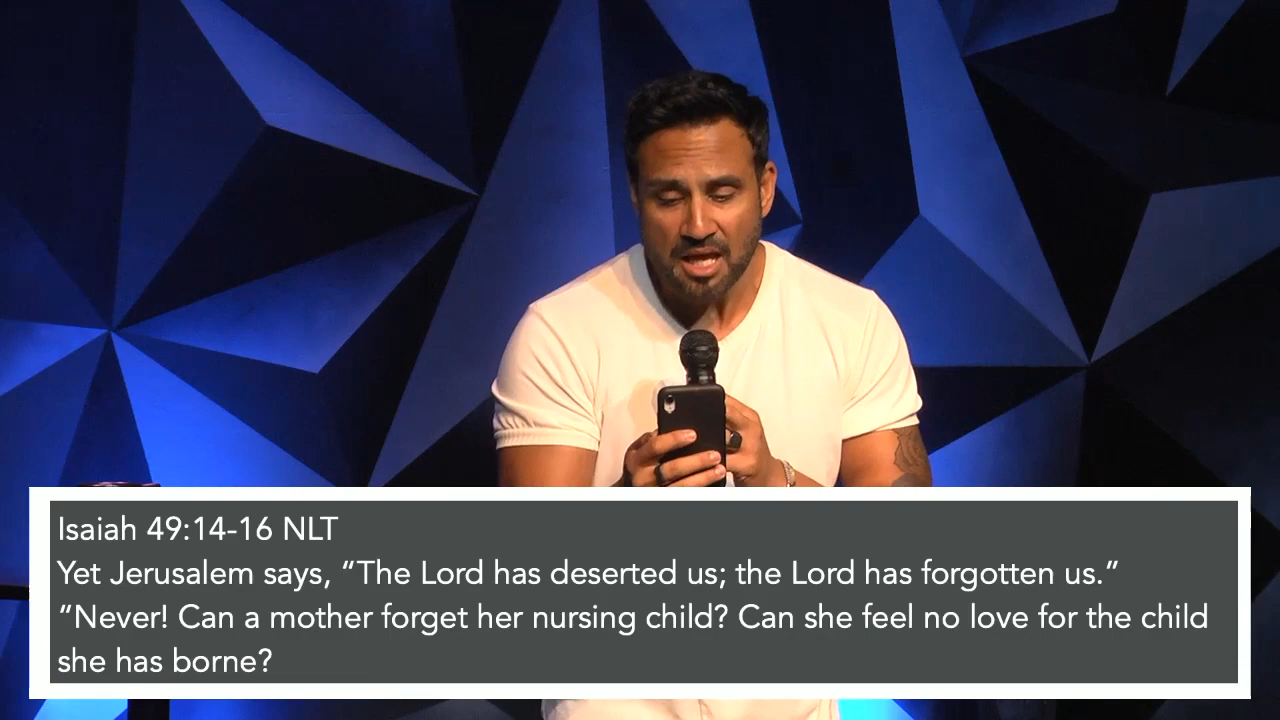 Isaiah 49:14-16 NLT
Yet Jerusalem says, “The Lord has deserted us; the Lord has forgotten us.”
“Never! Can a mother forget her nursing child? Can she feel no love for the child
she has borne?